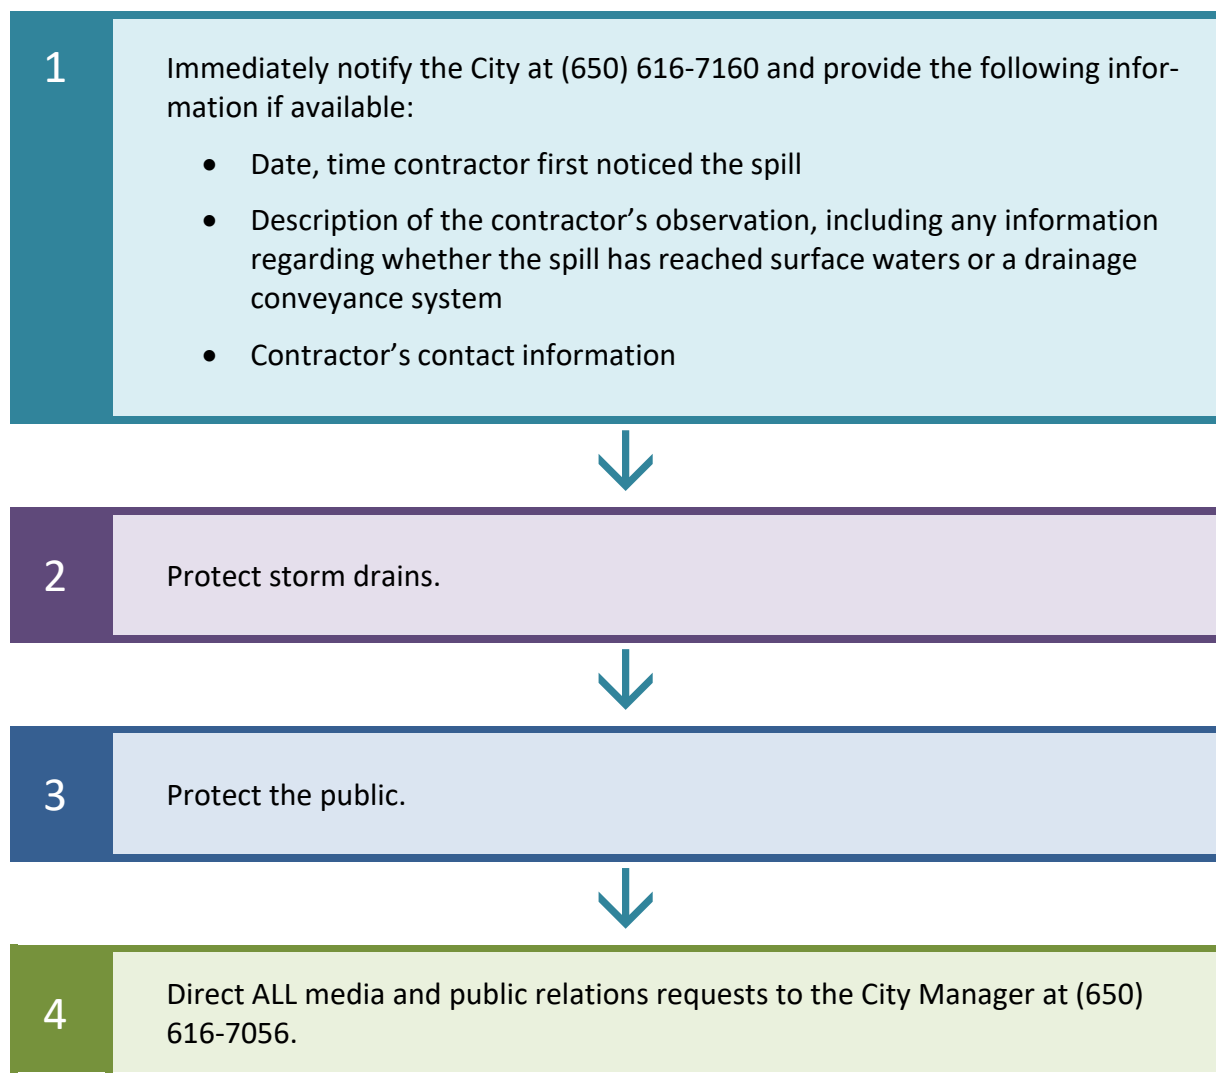 1
Immediately notify the City at (650) 616-7160 and provide the following infor-
mation if available:
• Date, time contractor first noticed the spill
• Description of the contractor’s observation, including any information
regarding whether the spill has reached surface waters or a drainage
conveyance system
• Contractor’s contact information
2
Protect storm drains.
3
Protect the public.
4
Direct ALL media and public relations requests to the City Manager at (650)
616-7056.